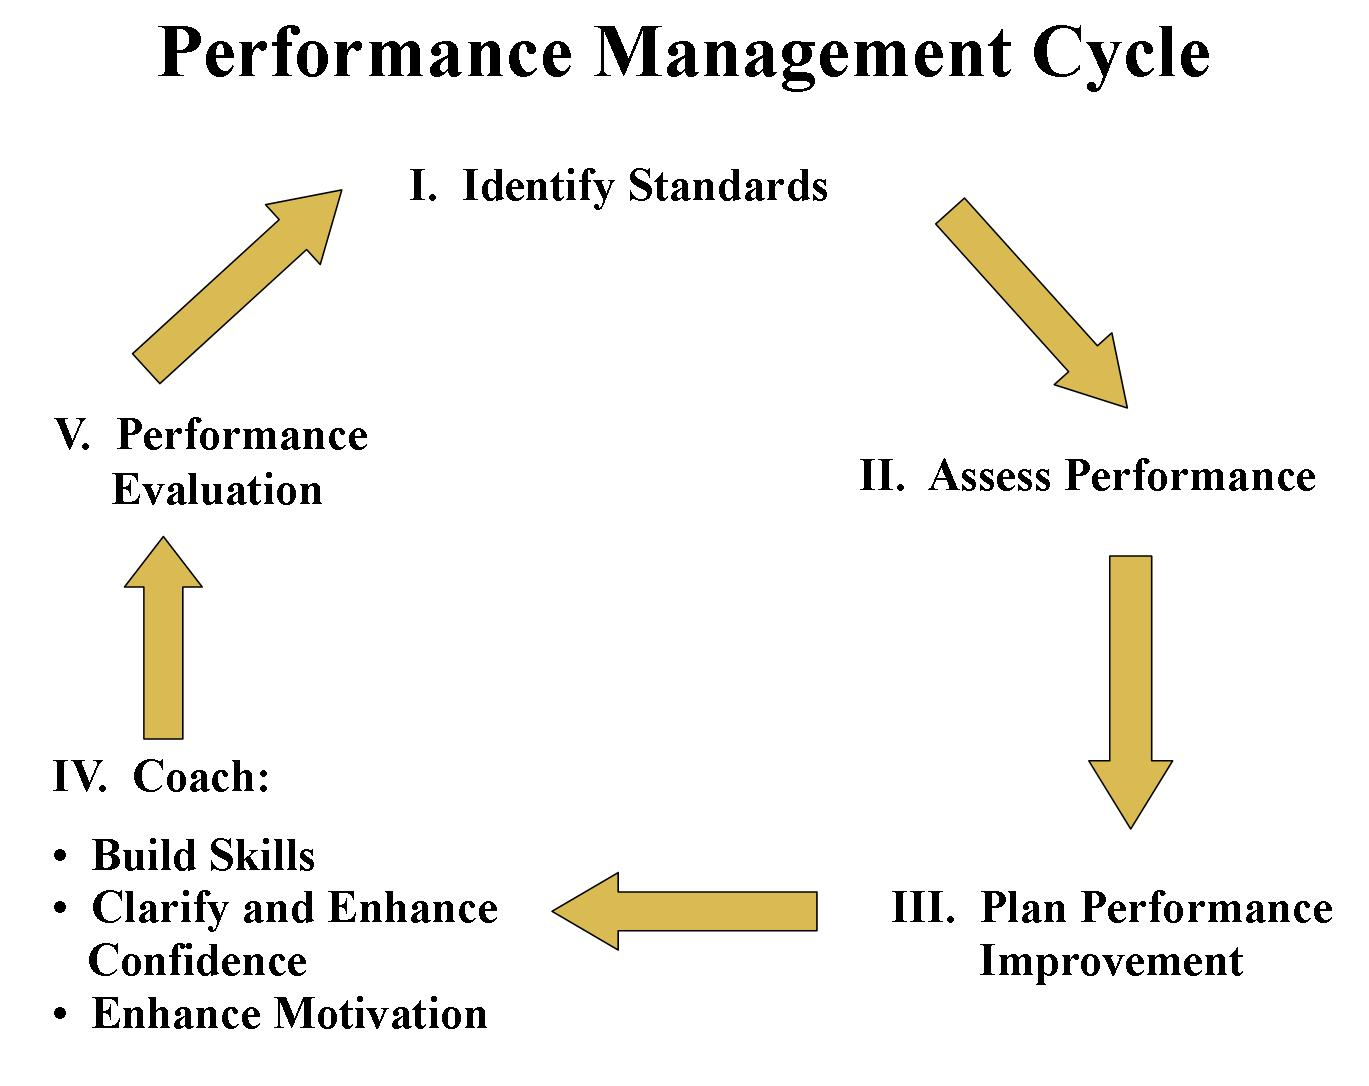 Performance Management Cycle
I. Identify Standards
II. Assess Performance
III. Plan Performance
Improvement
IV. Coach:
• Build Skills
• Clarify and Enhance
Confidence
• Enhance Motivation
V. Performance
Evaluation